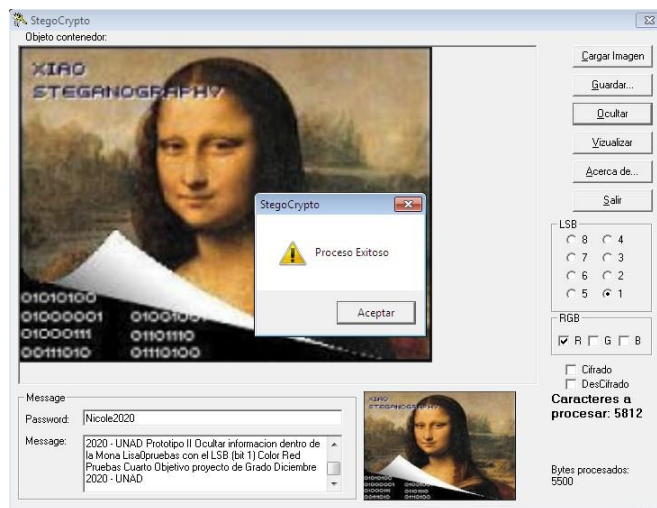 StegoCrypto
Objeto contenedor:
XIAO
STEGANOGRAPHY
01010100
01000001
01000111 01101110
00111010 01110100
StegoCrypto
Proceso Exitoso
Aceptar
Cargar Imagen
Guardar...
Ocultar
Vizualizar
Acerca de...
Salir
LSB
8 4
7 3
6 2
5 1
RGB
R G B
Cifrado
DesCifrado
Caracteres a
procesar: 5812
Bytes procesados:
5500
Message
Password: Nicole2020
Message: 2020 - UNAD Prototipo II Ocultar informacion dentro de
la Mona Lisa0pruebas con el LSB (bit 1) Color Red
Pruebas Cuarto Objetivo proyecto de Grado Diciembre
2020 - UNAD
XIAO
STEGANOGRAPHY